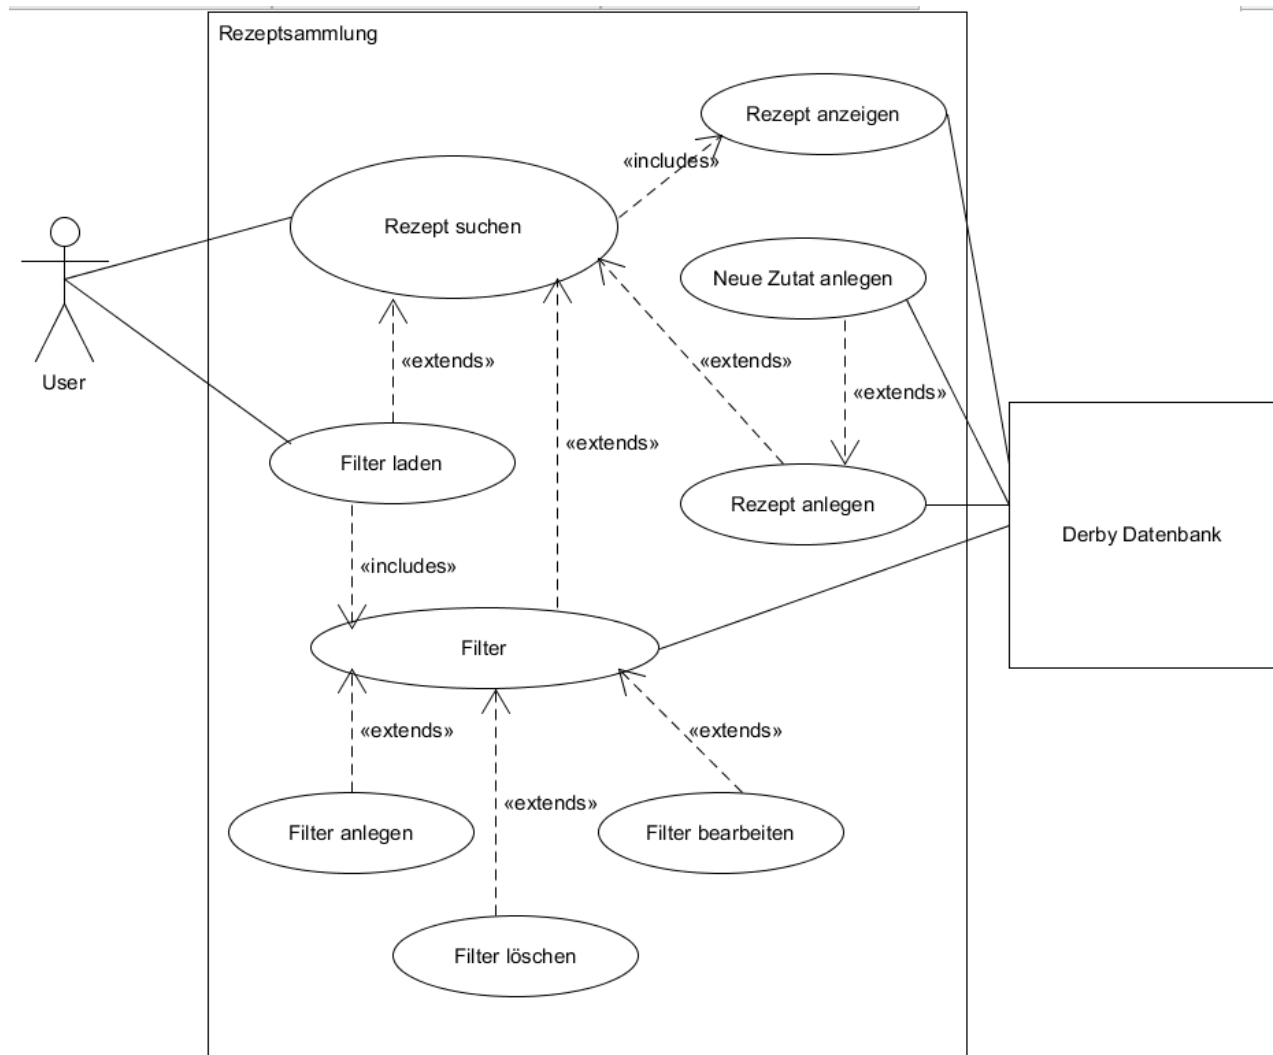 Rezeptsammlung
Rezept anzeigen
«includes»
Rezept suchen
Neue Zutat anlegen
«extends»
«extends»
User
«extends»
«extends»
Filter laden
Rezept anlegen
Derby Datenbank
«includes»
Filter
«extends»
«extends»
«extends»
Filter anlegen
Filter bearbeiten
Filter löschen